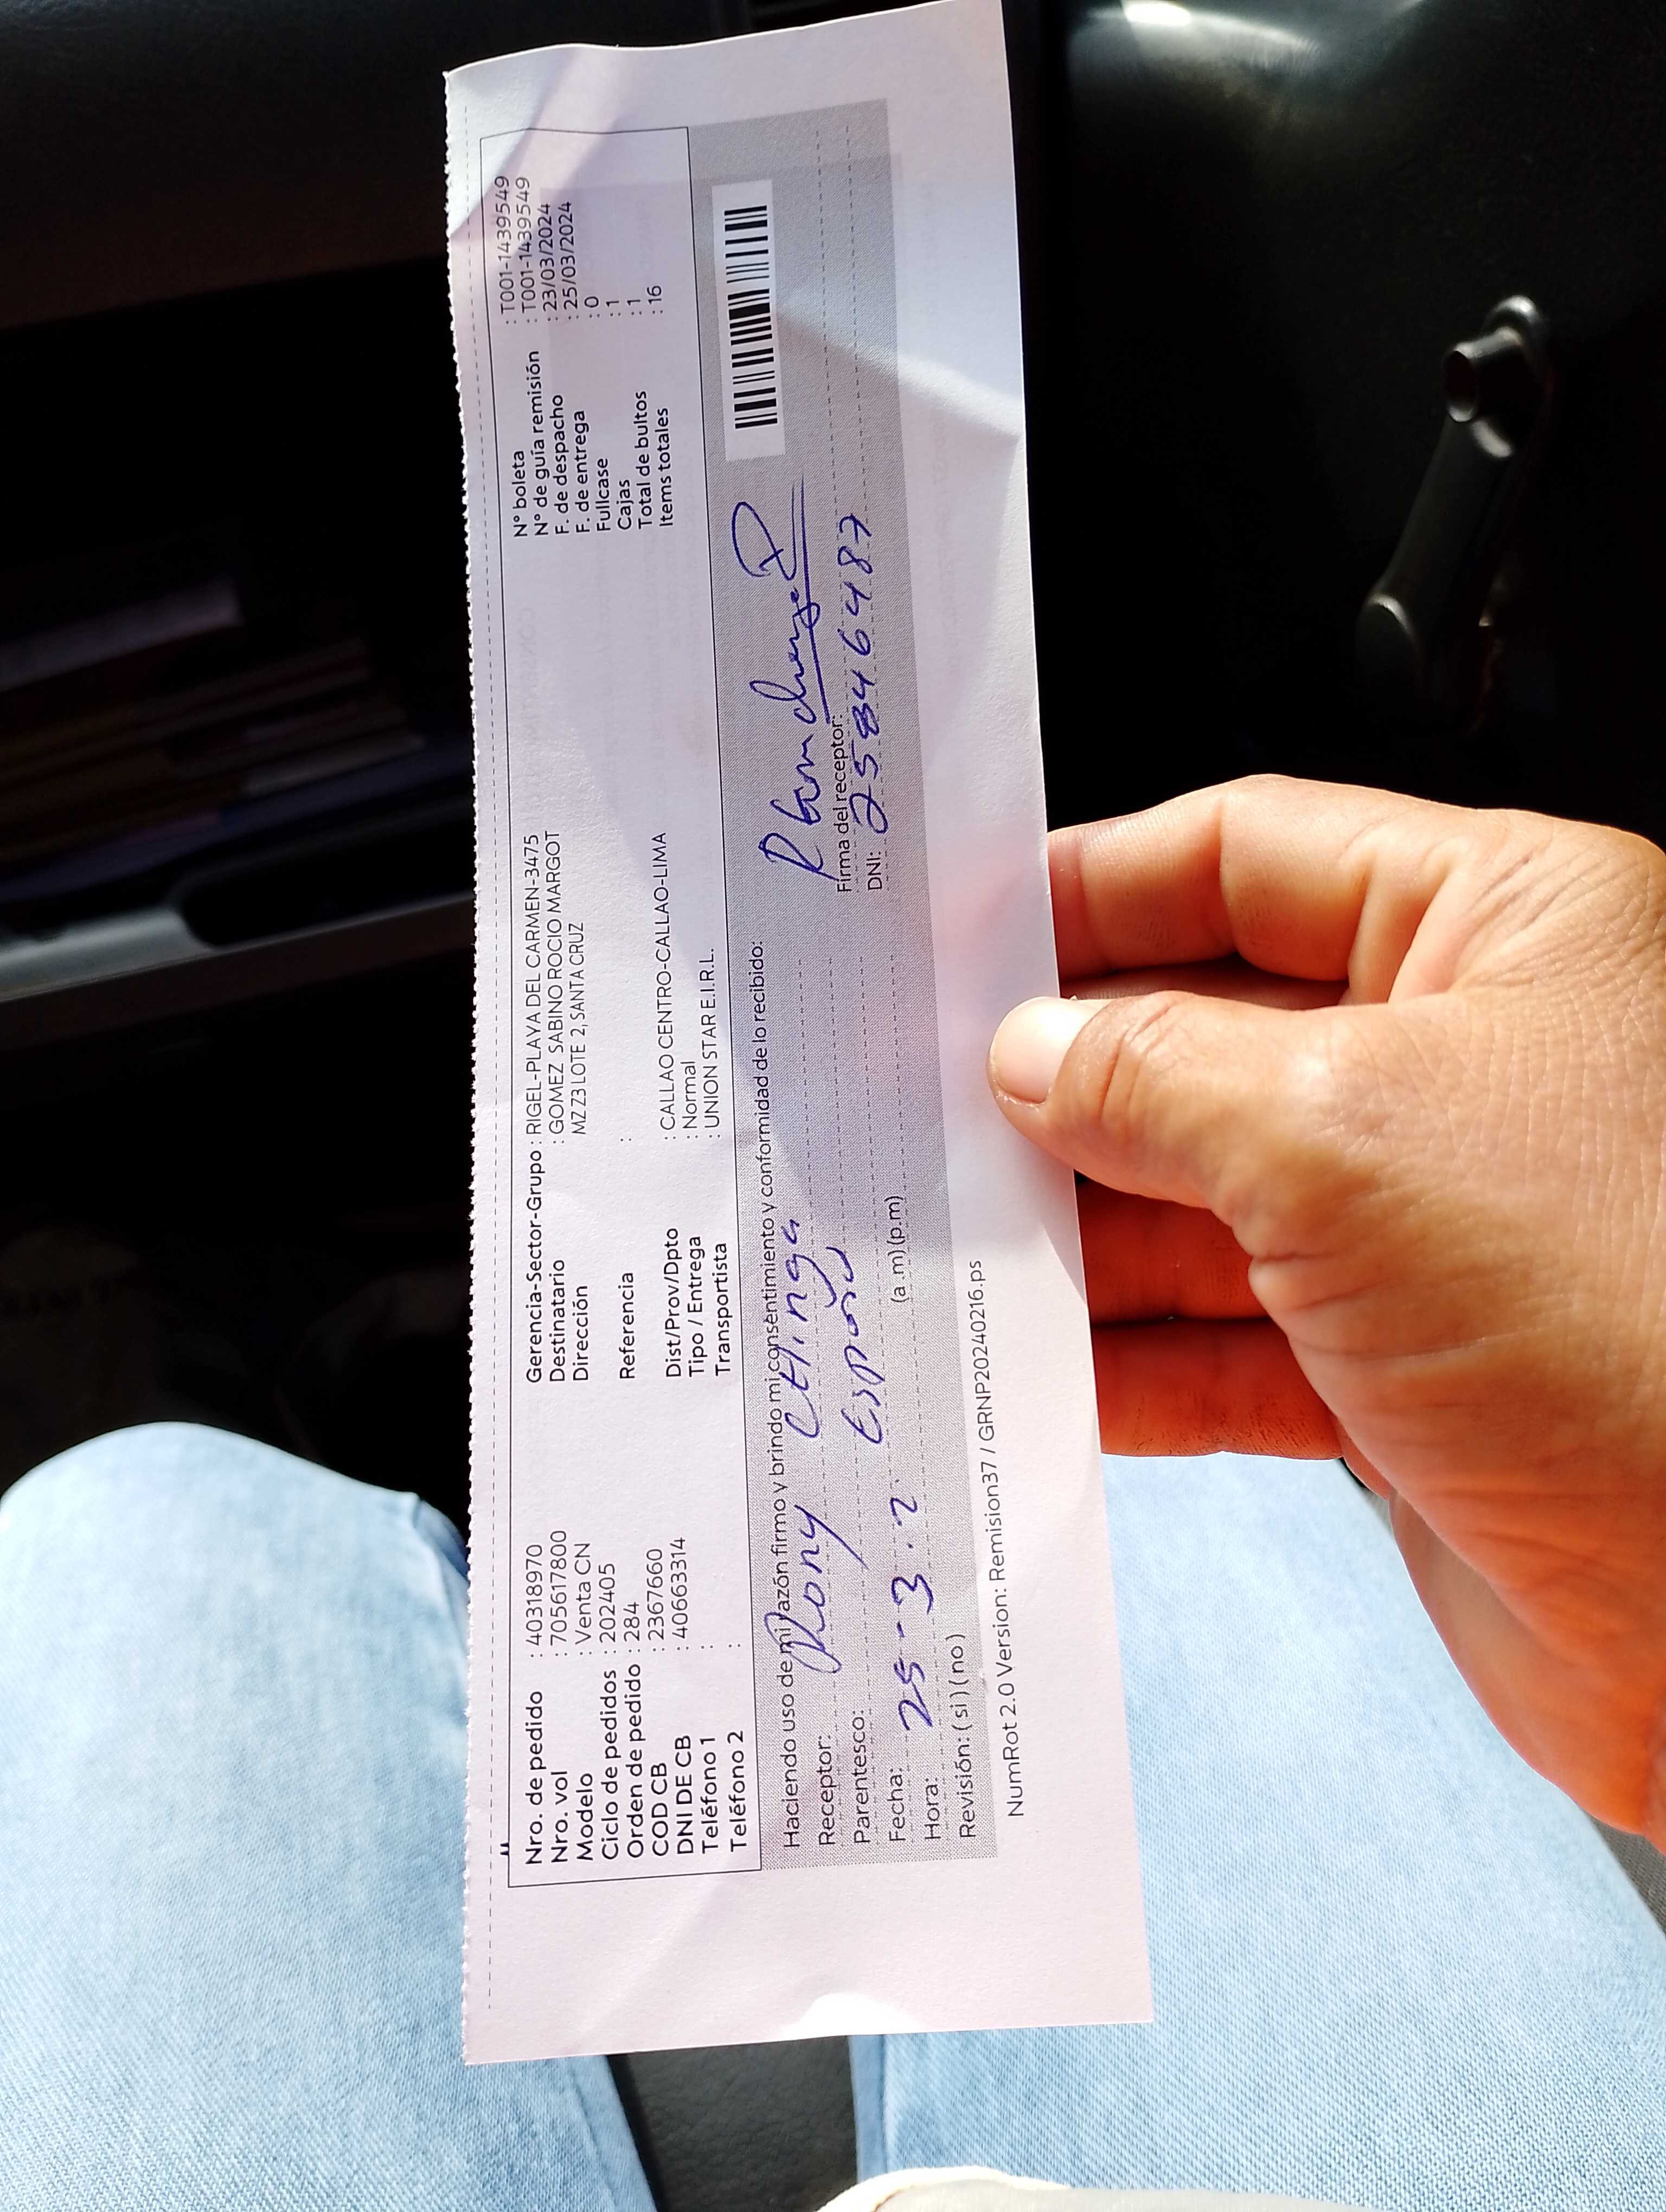 Nro. de pedido : 40318970
Nro. vol : 705617800
Modelo : Venta CN
Ciclo de pedidos : 202405
Orden de pedido : 284
COD CB : 2367660
DNI DE CB : 40663314
Teléfono 1 :
Teléfono 2 :
Gerencia-Sector-Grupo : RIGEL-PLAYA DEL CARMEN-3475
Destinatario : GOMEZ SABINO ROCIO MARGOT
Dirección MZ Z3 LOTE 2, SANTA CRUZ
Referencia :
Dist/Prov/Dpto : CALLAO CENTRO-CALLAO-LIMA
Tipo / Entrega : Normal
Transportista : UNION STAR E.I.R.L.
N° boleta : T001-1439549
N° de guía remisión : T001-1439549
F. de despacho : 23/03/2024
F. de entrega : 25/03/2024
Fullcase : 0
Cajas : 1
Total de bultos : 1
Items totales : 16
Haciendo uso de mi razón firmo y brindo mi consentimiento y conformidad de lo recibido:
Receptor: Rony Chinga
Parentesco: Esposo
Fecha: 25-3.2.
Hora: (a.m) (p.m)
Revisión: (si) (no)
Firma del receptor:
DNI: 25846487
NumRot 2.0 Version: Remision37 / GRNP20240216.ps